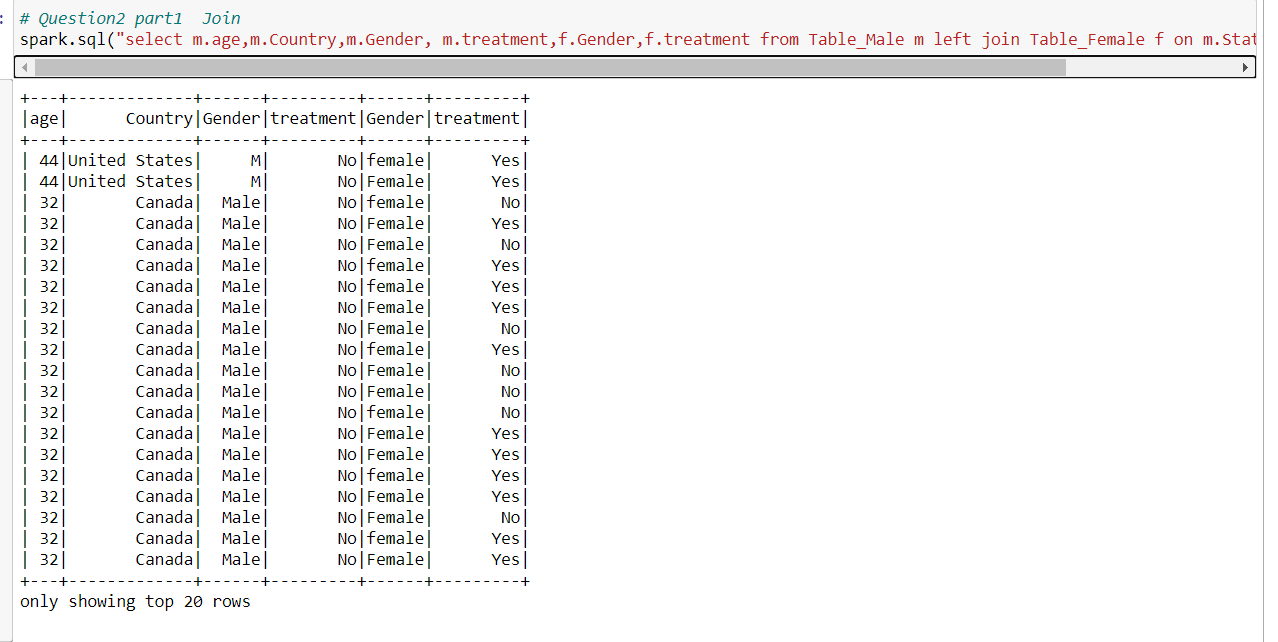 :
# Question2 part1  Join
spark.sql("select m.age,m.Country,m.Gender, m.treatment,f.Gender,f.treatment from Table_Male m left join Table_Female f on m.Stat
+---+-------------+------+---------+------+---------+
|age|      Country|Gender|treatment|Gender|treatment|
+---+-------------+------+---------+------+---------+
| 44|United States|     M|       No|female|      Yes|
| 44|United States|     M|       No|Female|      Yes|
| 32|       Canada|  Male|       No|female|       No|
| 32|       Canada|  Male|       No|Female|      Yes|
| 32|       Canada|  Male|       No|Female|       No|
| 32|       Canada|  Male|       No|female|      Yes|
| 32|       Canada|  Male|       No|Female|      Yes|
| 32|       Canada|  Male|       No|Female|      Yes|
| 32|       Canada|  Male|       No|Female|       No|
| 32|       Canada|  Male|       No|female|      Yes|
| 32|       Canada|  Male|       No|Female|       No|
| 32|       Canada|  Male|       No|Female|       No|
| 32|       Canada|  Male|       No|female|       No|
| 32|       Canada|  Male|       No|Female|      Yes|
| 32|       Canada|  Male|       No|Female|      Yes|
| 32|       Canada|  Male|       No|female|      Yes|
| 32|       Canada|  Male|       No|Female|      Yes|
| 32|       Canada|  Male|       No|Female|       No|
| 32|       Canada|  Male|       No|female|      Yes|
| 32|       Canada|  Male|       No|Female|      Yes|
+---+-------------+------+---------+------+---------+
only showing top 20 rows